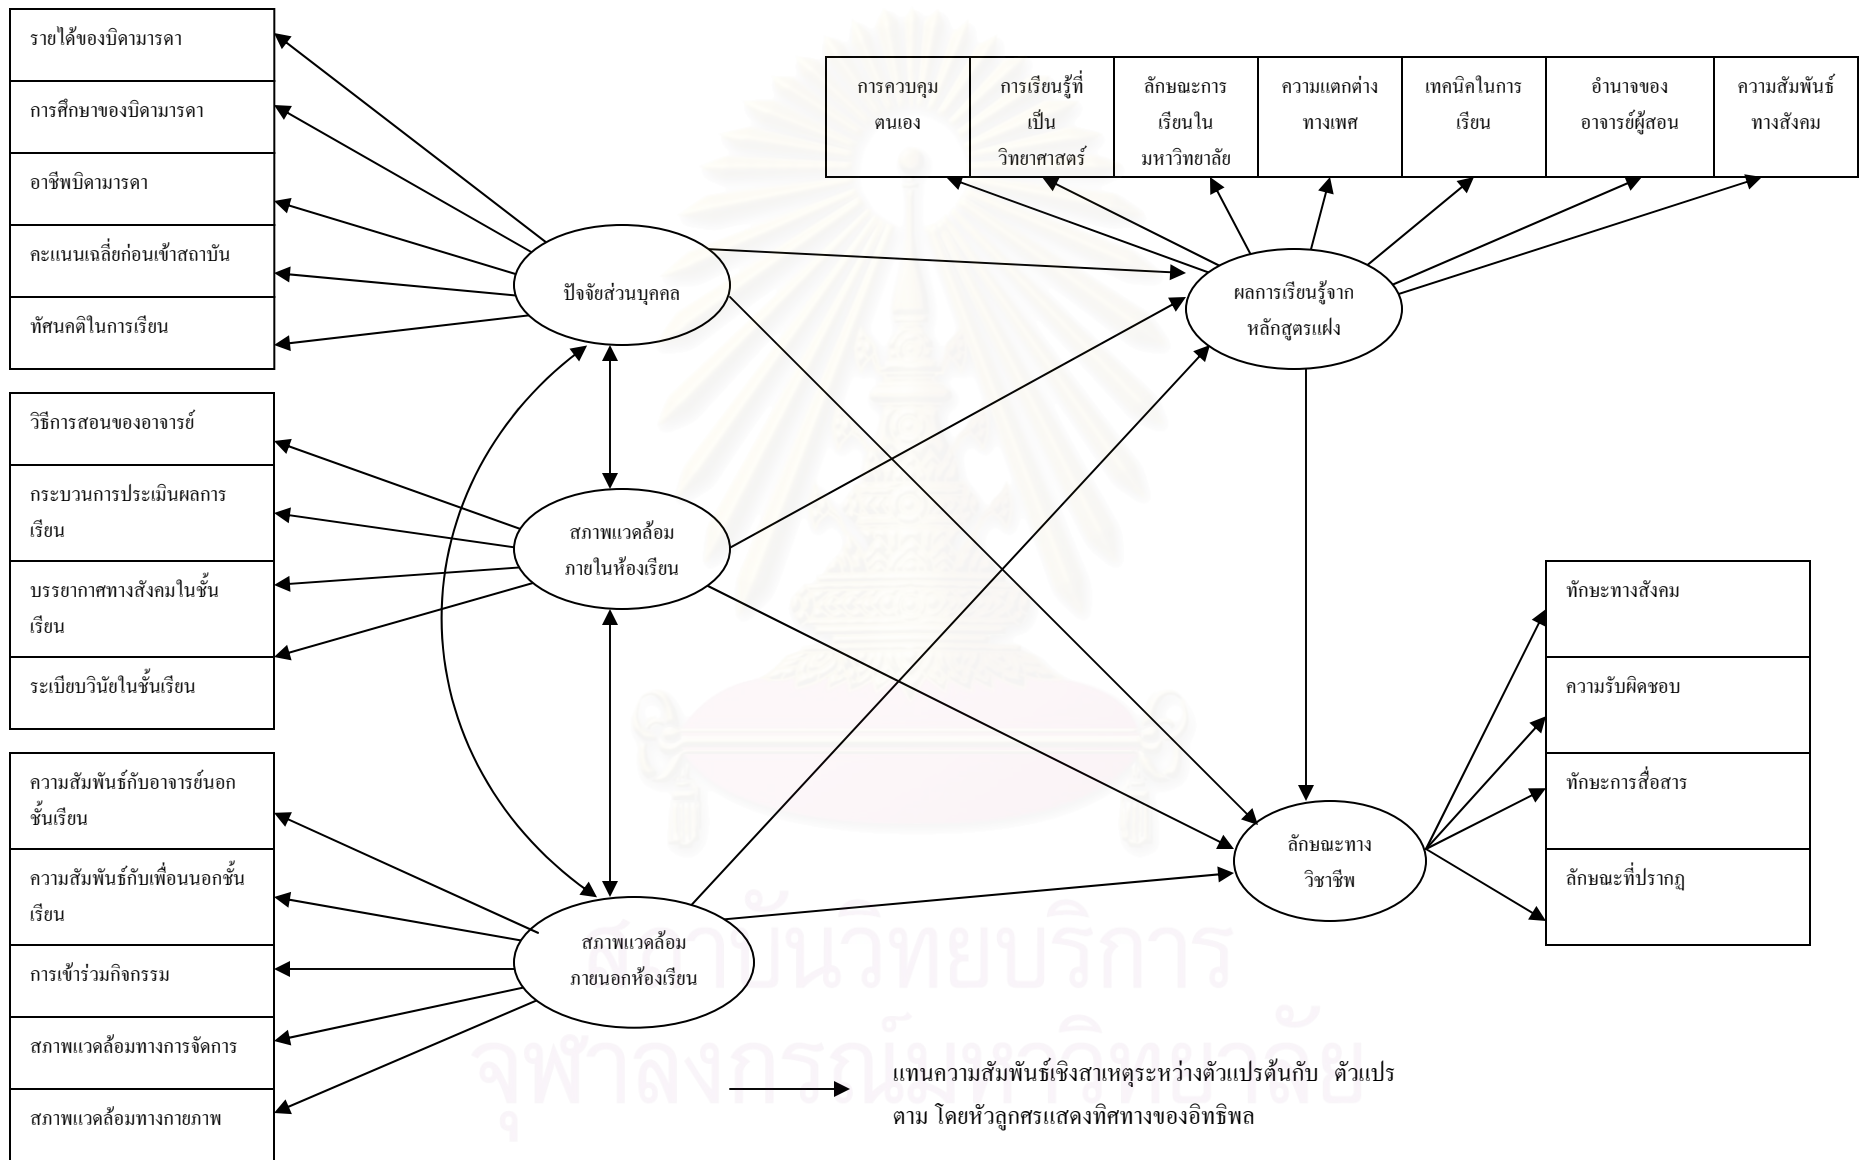 รายได้ของบิดามารดา
การศึกษาของบิดามารดา
อาชีพบิดามารดา
คะแนนเฉลี่ยก่อนเข้าสถาบัน
ทัศนคติในการเรียน
การควบคุม
ตนเอง
การเรียนรู้ที่
เป็น
วิทยาศาสตร์
ลักษณะการ
เรียนใน
มหาวิทยาลัย
ความแตกต่าง
ทางเพศ
เทคนิคในการ
เรียน
อำนาจของ
อาจารย์ผู้สอน
ความสัมพันธ์
ทางสังคม
ปัจจัยส่วนบุคคล
ผลการเรียนรู้จาก
หลักสูตรแฝง
วิธีการสอนของอาจารย์
กระบวนการประเมินผลการ
เรียน
บรรยากาศทางสังคมในชั้น
เรียน
ระเบียบวินัยในชั้นเรียน
สภาพแวดล้อม
ภายในห้องเรียน
ทักษะทางสังคม
ความรับผิดชอบ
ทักษะการสื่อสาร
ลักษณะที่ปรากฏ
ลักษณะทาง
วิชาชีพ
ความสัมพันธ์กับอาจารย์นอก
ชั้นเรียน
ความสัมพันธ์กับเพื่อนนอกชั้น
เรียน
การเข้าร่วมกิจกรรม
สภาพแวดล้อมทางการจัดการ
สภาพแวดล้อมทางกายภาพ
สภาพแวดล้อม
ภายนอกห้องเรียน
สถาบันวิทยบริการ
จุฬาลงกรณ์มหาวิทยาลัย
แทนความสัมพันธ์เชิงสาเหตุระหว่างตัวแปรต้นกับ ตัวแปร
ตาม โดยหัวลูกศรแสดงทิศทางของอิทธิพล